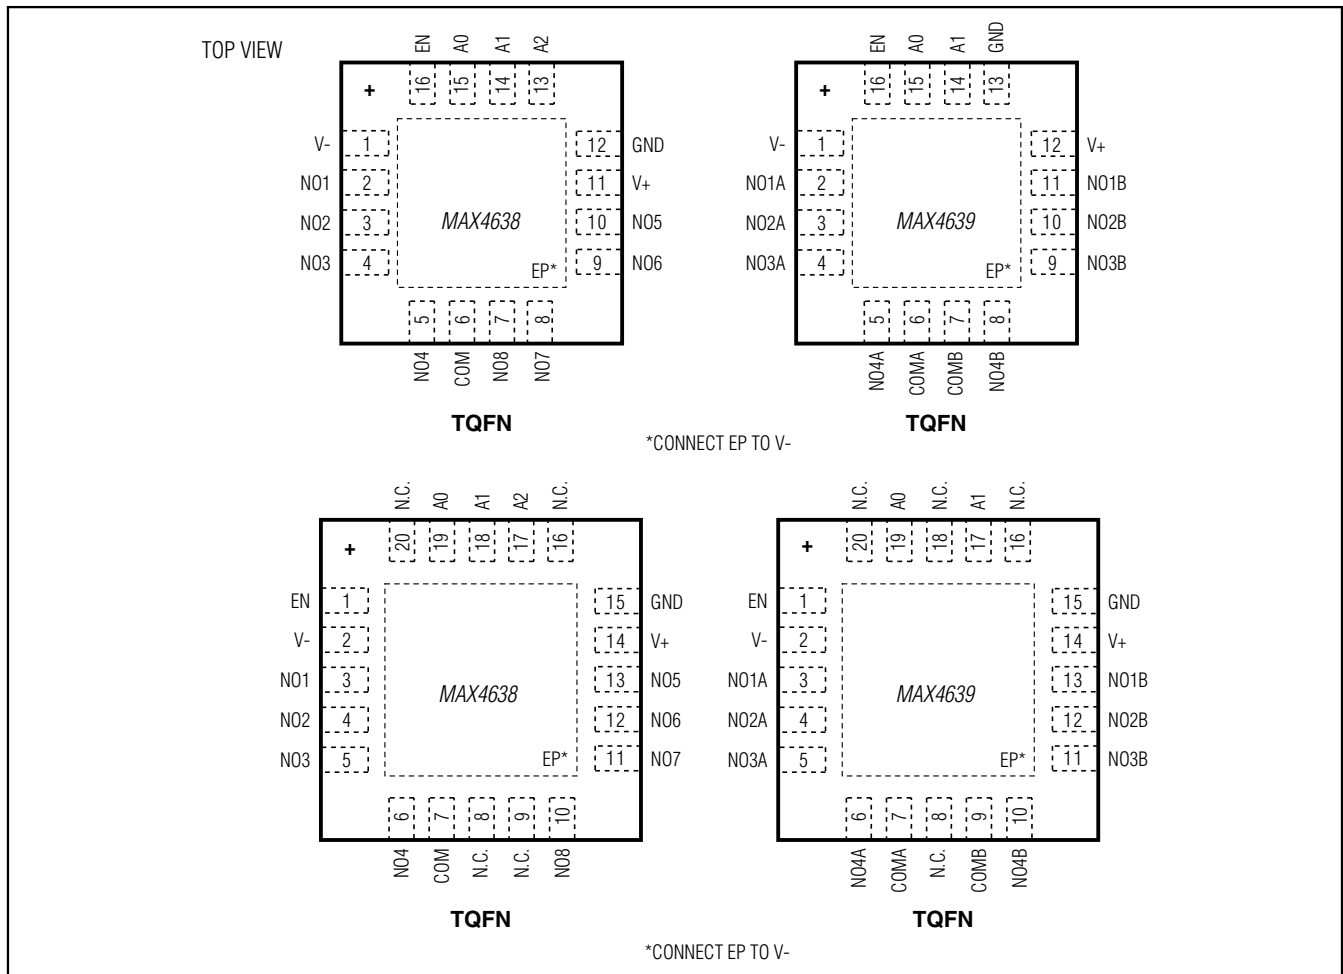 TOP VIEW
EN A0 A1 A2
16 15 14 13
+
V- 1
NO1 2
NO2 3
NO3 4
12 GND
11 V+
10 NO5
9 NO6
MAX4638
EP*
5 6 7 8
NO4 COM NO8 NO7
TQFN
EN A0 A1 GND
16 15 14 13
+
V- 1
NO1A 2
NO2A 3
NO3A 4
12 V+
11 NO1B
10 NO2B
9 NO3B
MAX4639
EP*
5 6 7 8
NO4A COMA COMB NO4B
TQFN
*CONNECT EP TO V-
N.C. A0 A1 A2 N.C.
20 19 18 17 16
+
EN 1
V- 2
NO1 3
NO2 4
NO3 5
15 GND
14 V+
13 NO5
12 NO6
11 NO7
MAX4638
EP*
6 7 8 9 10
NO4 COM N.C. N.C. NO8
TQFN
N.C. A0 N.C. A1 N.C.
20 19 18 17 16
+
EN 1
V- 2
NO1A 3
NO2A 4
NO3A 5
15 GND
14 V+
13 NO1B
12 NO2B
11 NO3B
MAX4639
EP*
6 7 8 9 10
NO4A COMA N.C. COMB NO4B
TQFN
*CONNECT EP TO V-